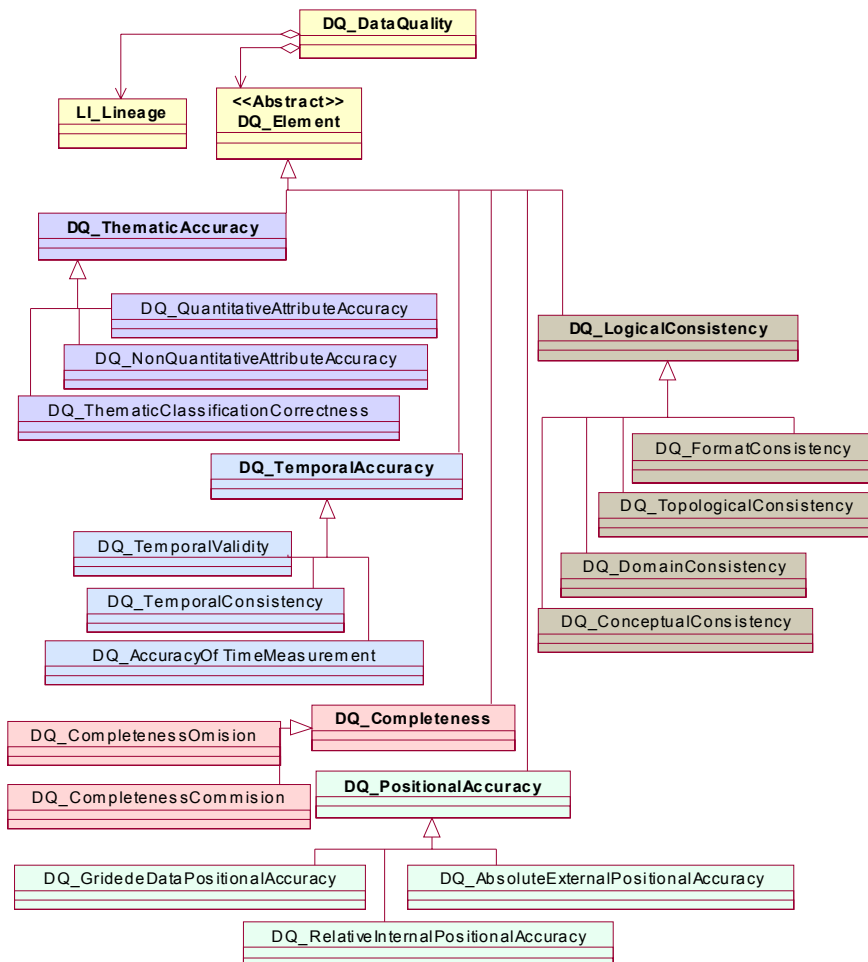 DQ_DataQuality
LI_Lineage
<<Abstract>>
DQ_Element
DQ_ThematicAccuracy
DQ_QuantitativeAttributeAccuracy
DQ_NonQuantitativeAttributeAccuracy
DQ_ThematicClassificationCorrectness
DQ_LogicalConsistency
DQ_FormatConsistency
DQ_TopologicalConsistency
DQ_DomainConsistency
DQ_ConceptualConsistency
DQ_TemporalAccuracy
DQ_TemporalValidity
DQ_TemporalConsistency
DQ_AccuracyOf TimeMeasurement
DQ_Completeness
DQ_CompletenessOmision
DQ_CompletenessCommision
DQ_PositionalAccuracy
DQ_GridedeDataPositionalAccuracy
DQ_AbsoluteExternalPositionalAccuracy
DQ_RelativeInternalPositionalAccuracy